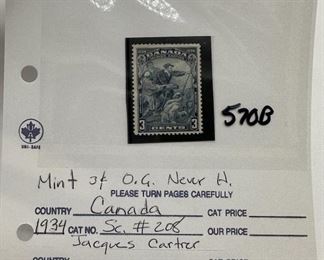 CANADA
3 3
CENTS
570B
UNI-SAFE
Mint 3¢ O.G. Never H.
PLEASE TURN PAGES CAREFULLY
COUNTRY Canada CAT PRICE
1934 CAT NO. Sc. #208 OUR PRICE
Jacques Cartier